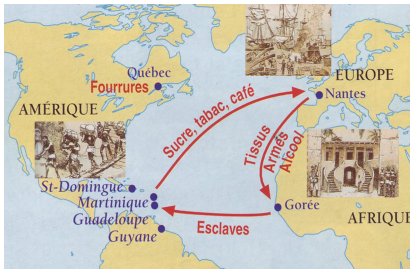 Québec
Fourrures
AMÉRIQUE
EUROPE
Nantes
Sucre, tabac, café
Tissus
Armes
Alcool
St-Domingue
Martinique
Guadeloupe
Guyane
Gorée
AFRIQUE
Esclaves